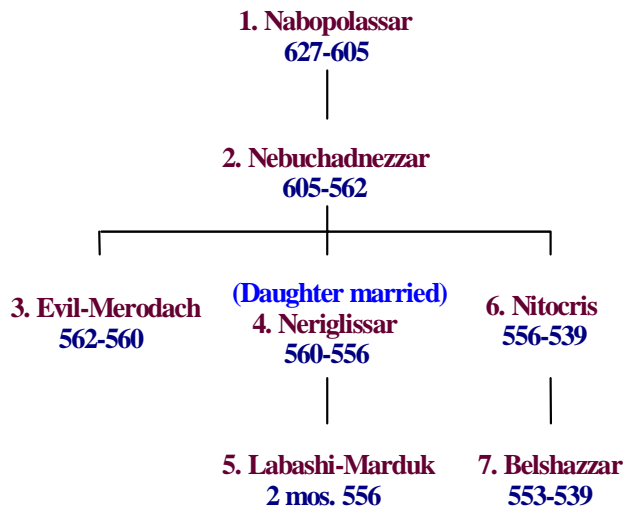 1. Nabopolassar
627-605
2. Nebuchadnezzar
605-562
3. Evil-Merodach
562-560
(Daughter married)
4. Neriglissar
560-556
6. Nitocris
556-539
5. Labashi-Marduk
2 mos. 556
7. Belshazzar
553-539